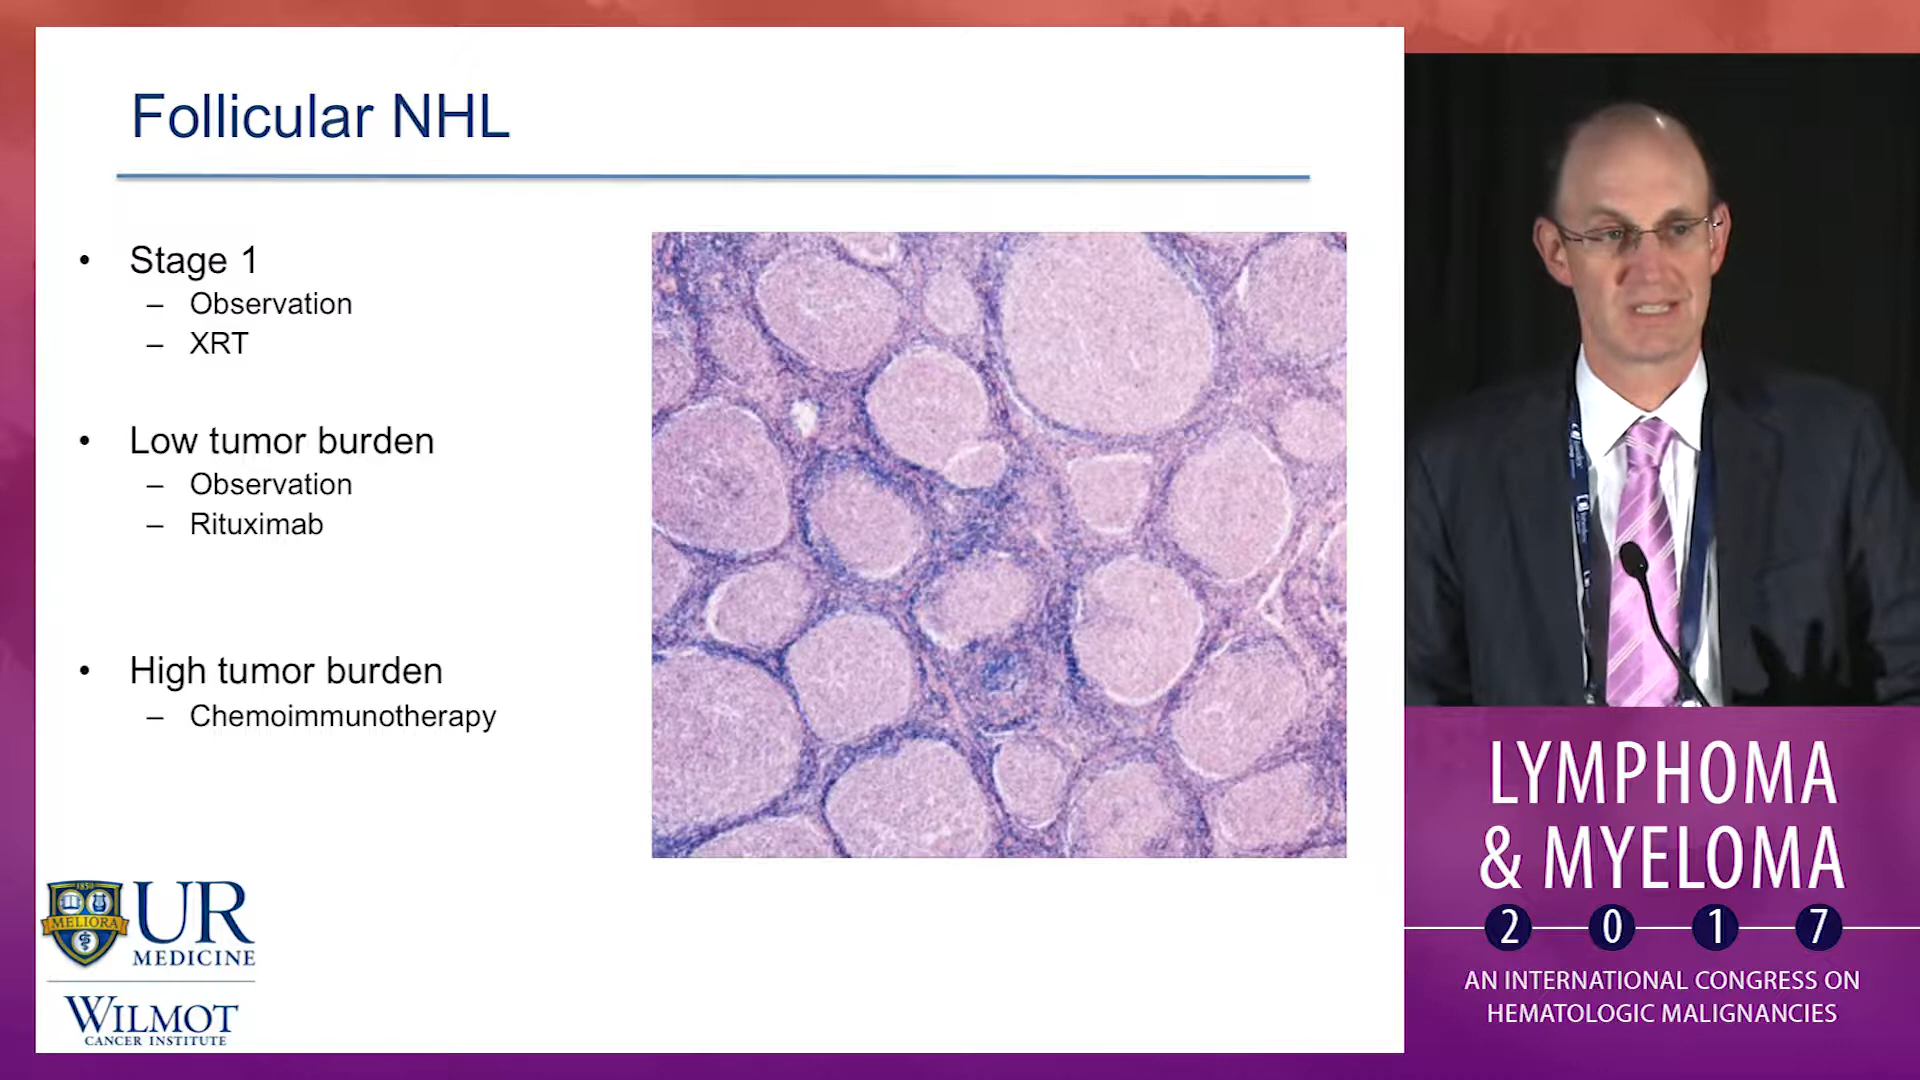 Follicular NHL
• Stage 1
– Observation
– XRT
• Low tumor burden
– Observation
– Rituximab
• High tumor burden
– Chemoimmunotherapy
1850
MELIORA
UR
MEDICINE
WILMOT
CANCER INSTITUTE
LYMPHOMA
& MYELOMA
2 0 1 7
AN INTERNATIONAL CONGRESS ON
HEMATOLOGIC MALIGNANCIES